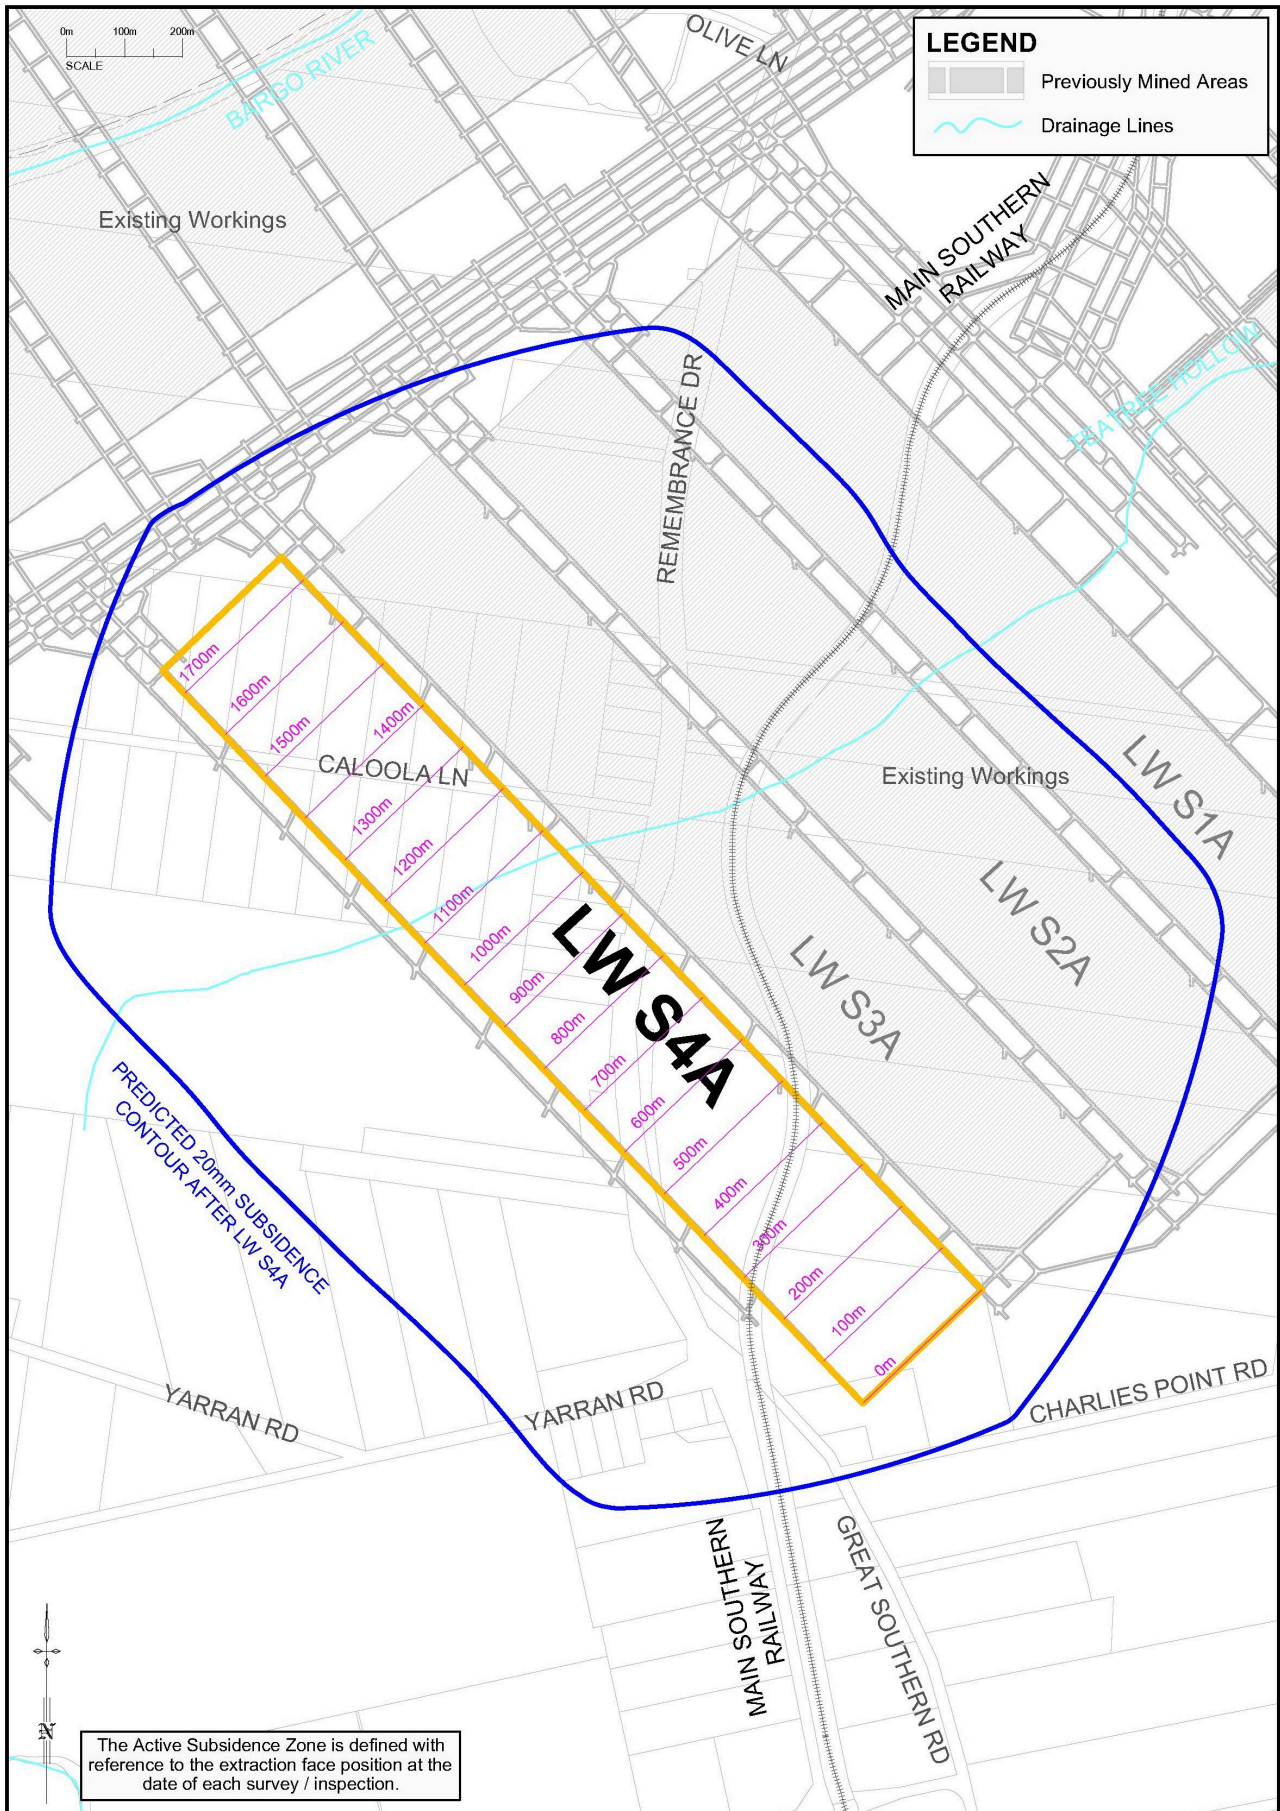 0m 100m 200m
SCALE
BARGO RIVER
OLIVE LN
LEGEND
Previously Mined Areas
Drainage Lines
Existing Workings
MAIN SOUTHERN
RAILWAY
TEATREE HOLLOW
REMEMBRANCE DR
1700m
1600m
1500m
1400m
CALOOLA LN
1300m
1200m
1100m
1000m
900m
800m
700m
600m
500m
400m
300m
200m
100m
0m
LW S4A
Existing Workings
LW S1A
LW S2A
LW S3A
PREDICTED 20mm SUBSIDENCE
CONTOUR AFTER LW S4A
YARRAN RD
YARRAN RD
CHARLIES POINT RD
MAIN SOUTHERN
RAILWAY
GREAT SOUTHERN RD
N
The Active Subsidence Zone is defined with
reference to the extraction face position at the
date of each survey / inspection.